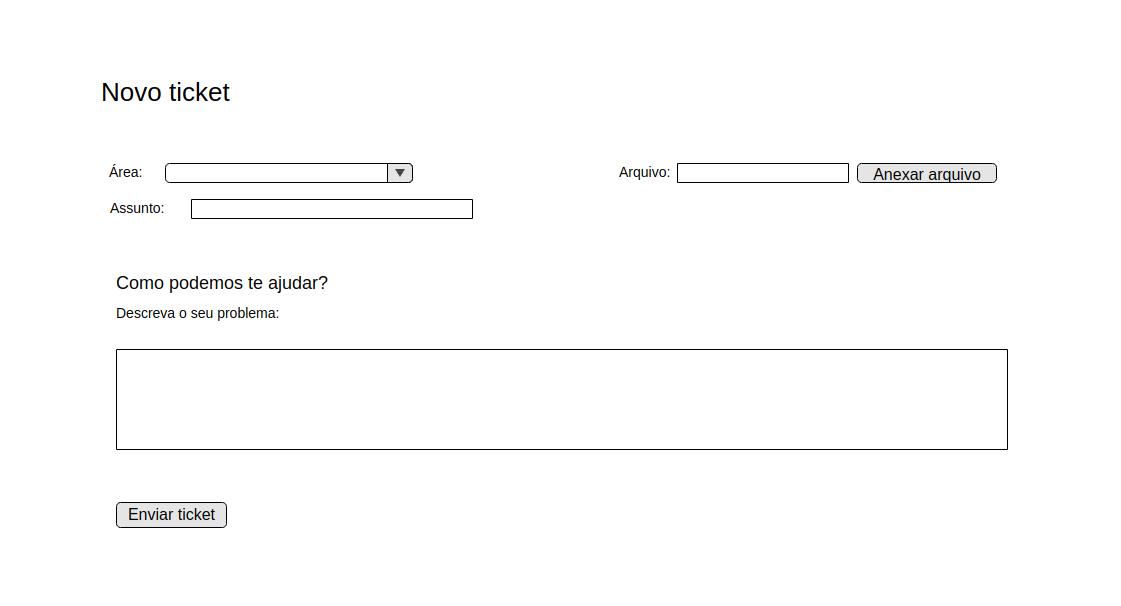 Novo ticket
Área:
Arquivo:
Anexar arquivo
Assunto:
Como podemos te ajudar?
Descreva o seu problema:
Enviar ticket